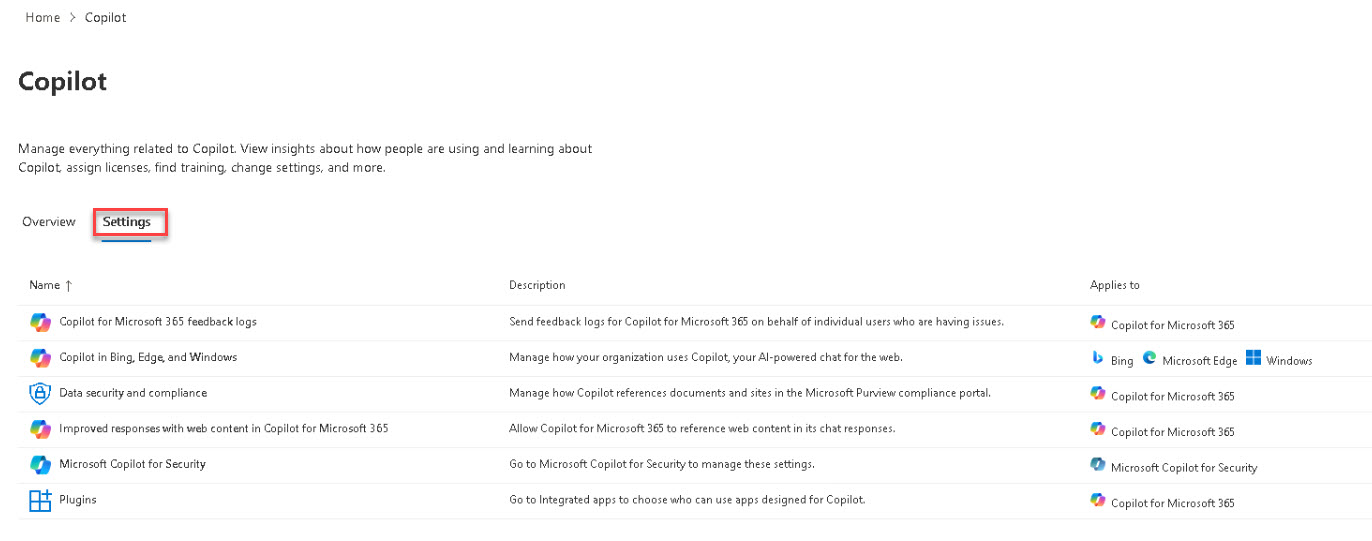 Home > Copilot
Copilot
Manage everything related to Copilot. View insights about how people are using and learning about
Copilot, assign licenses, find training, change settings, and more.
Overview Settings
Name ↑ Description Applies to
Copilot for Microsoft 365 feedback logs Send feedback logs for Copilot for Microsoft 365 on behalf of individual users who are having issues. Copilot for Microsoft 365
Copilot in Bing, Edge, and Windows Manage how your organization uses Copilot, your AI-powered chat for the web. Bing Microsoft Edge Windows
Data security and compliance Manage how Copilot references documents and sites in the Microsoft Purview compliance portal. Copilot for Microsoft 365
Improved responses with web content in Copilot for Microsoft 365 Allow Copilot for Microsoft 365 to reference web content in its chat responses. Copilot for Microsoft 365
Microsoft Copilot for Security Go to Microsoft Copilot for Security to manage these settings. Microsoft Copilot for Security
Plugins Go to Integrated apps to choose who can use apps designed for Copilot. Copilot for Microsoft 365